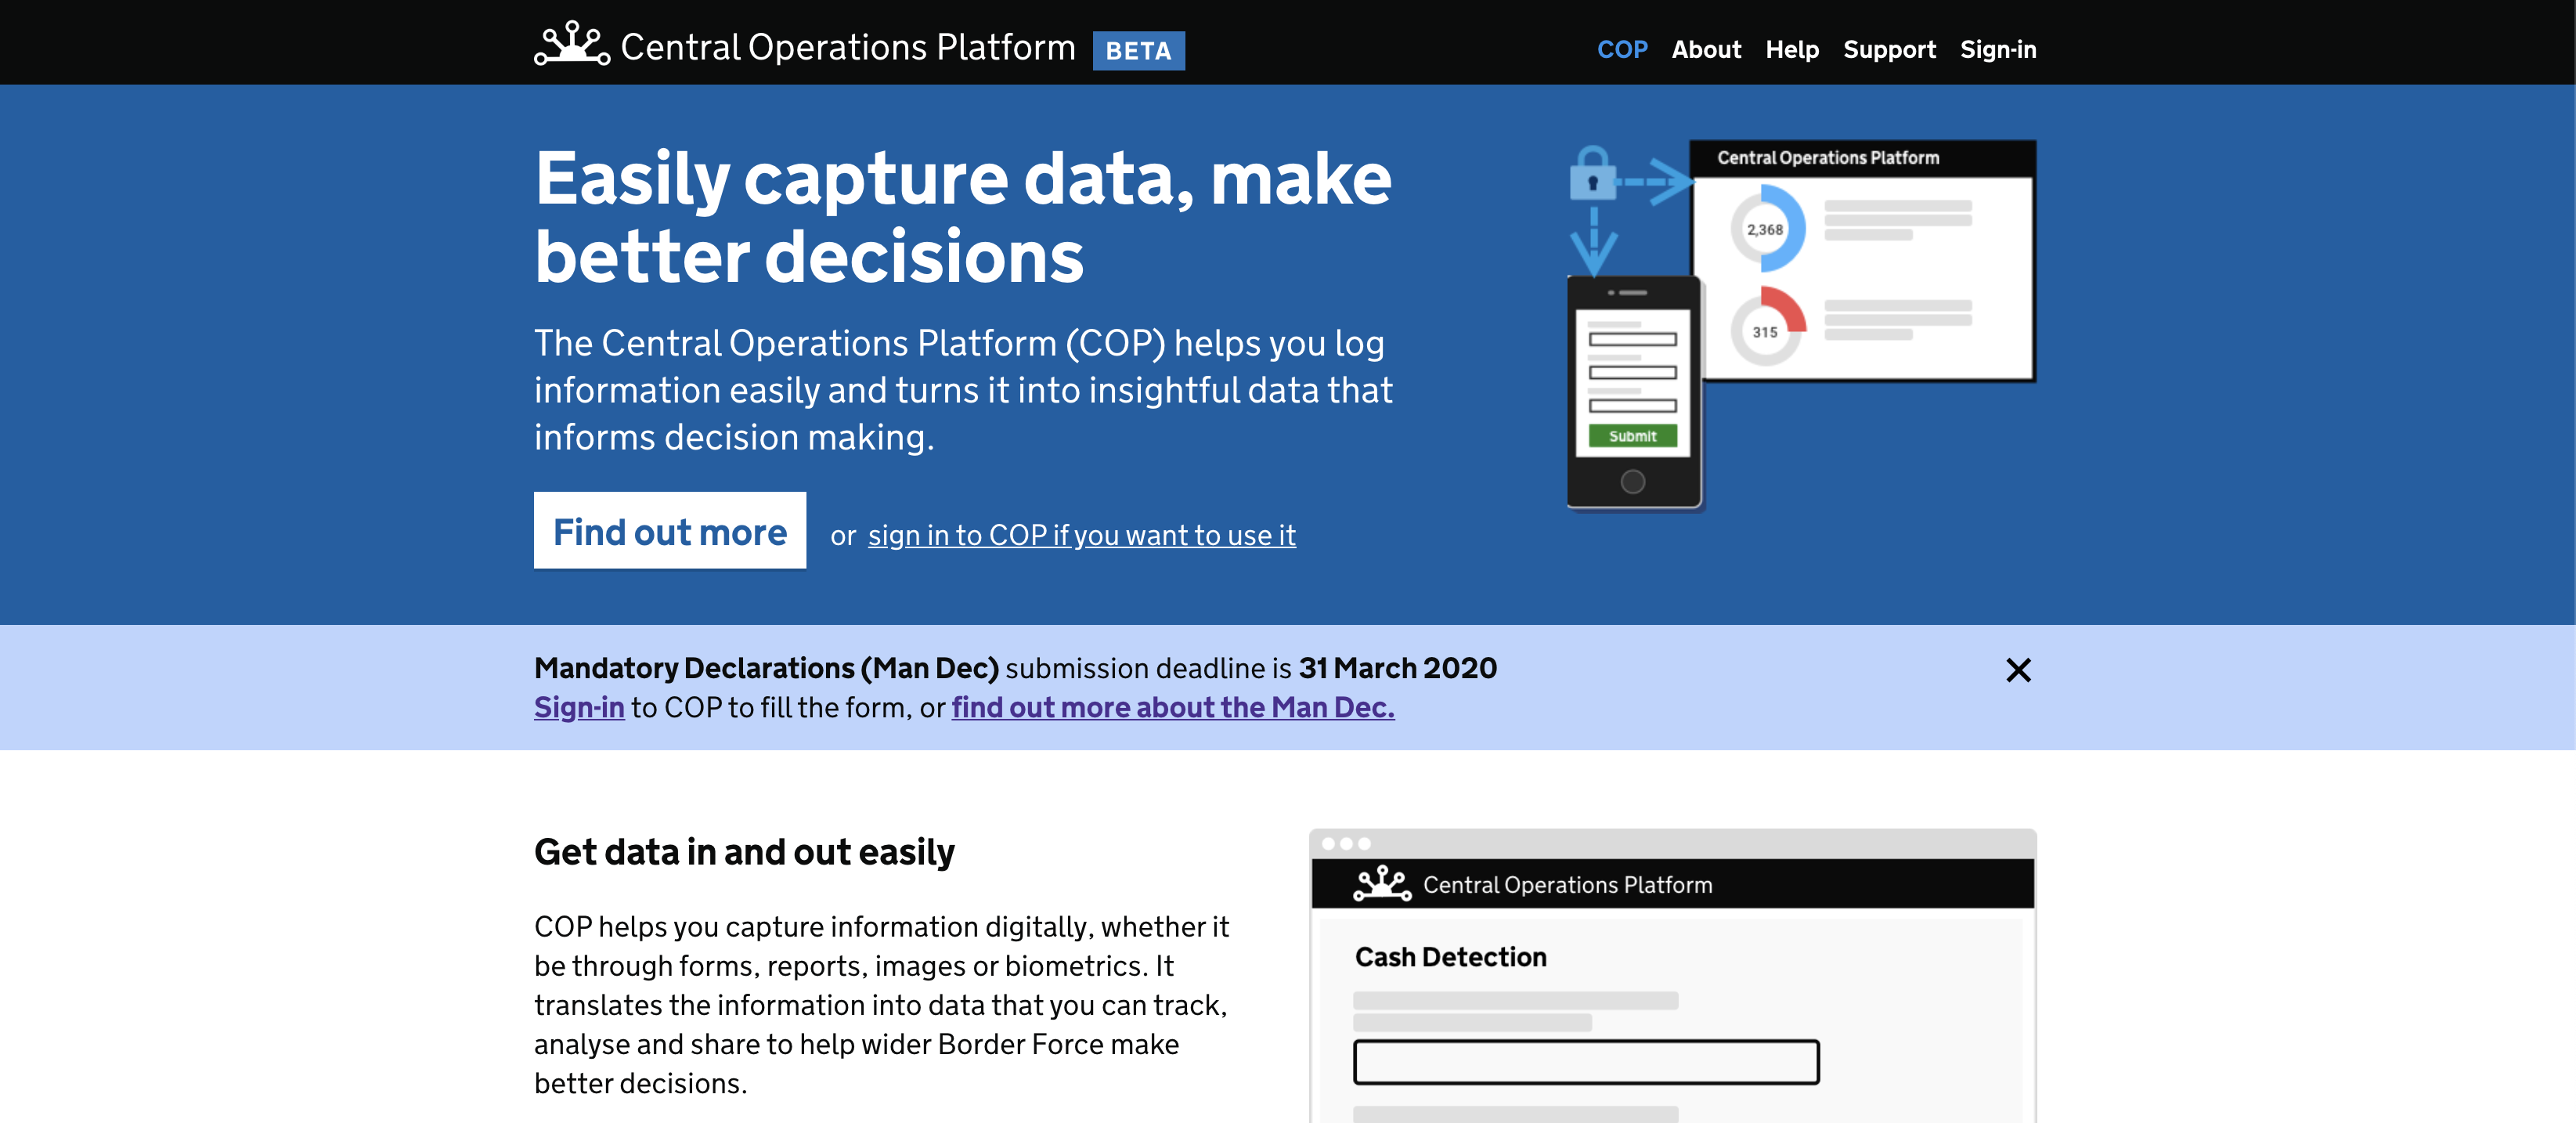 Central Operations Platform BETA
COP About Help Support Sign-in
Easily capture data, make
better decisions
The Central Operations Platform (COP) helps you log
information easily and turns it into insightful data that
informs decision making.
Find out more or sign in to COP if you want to use it
Central Operations Platform
2,368
315
Submit
Mandatory Declarations (Man Dec) submission deadline is 31 March 2020
Sign-in to COP to fill the form, or find out more about the Man Dec.
Get data in and out easily
COP helps you capture information digitally, whether it
be through forms, reports, images or biometrics. It
translates the information into data that you can track,
analyse and share to help wider Border Force make
better decisions.
Central Operations Platform
Cash Detection